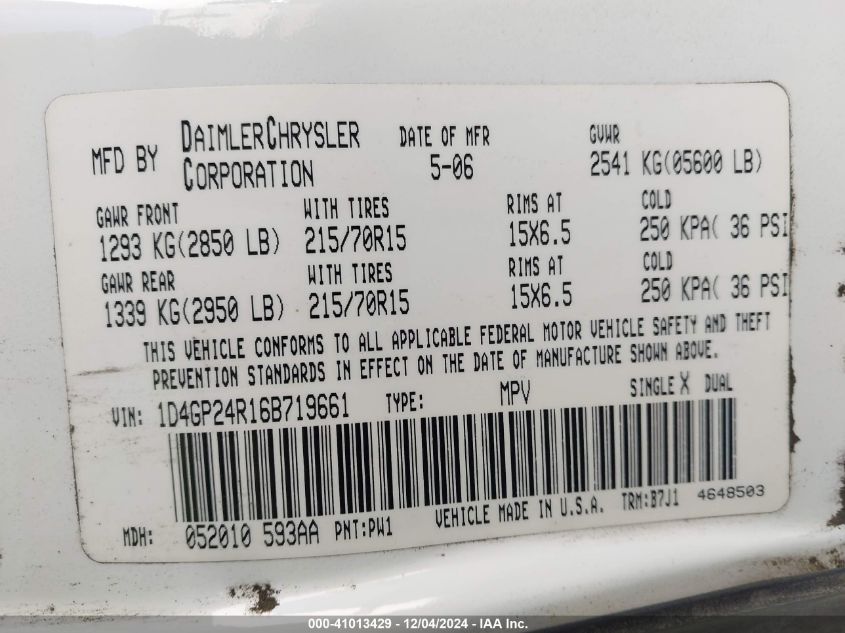 MFD BY DAIMLERCHRYSLER CORPORATION DATE OF MFR 5-06 GVWR 2541 KG(05600 LB)
GAWR FRONT WITH TIRES RIMS AT COLD
1293 KG(2850 LB) 215/70R15 15X6.5 250 KPA( 36 PSI
GAWR REAR WITH TIRES RIMS AT COLD
1339 KG(2950 LB) 215/70R15 15X6.5 250 KPA( 36 PSI
THIS VEHICLE CONFORMS TO ALL APPLICABLE FEDERAL MOTOR VEHICLE SAFETY AND THEFT
PREVENTION STANDARDS IN EFFECT ON THE DATE OF MANUFACTURE SHOWN ABOVE.
VIN: 1D4GP24R16B719661 TYPE: MPV SINGLE X DUAL
MDH: 052010 593AA PNT:PW1 VEHICLE MADE IN U.S.A. TRM:B7J1 4648503
000-41013429 - 12/04/2024 - IAA Inc.